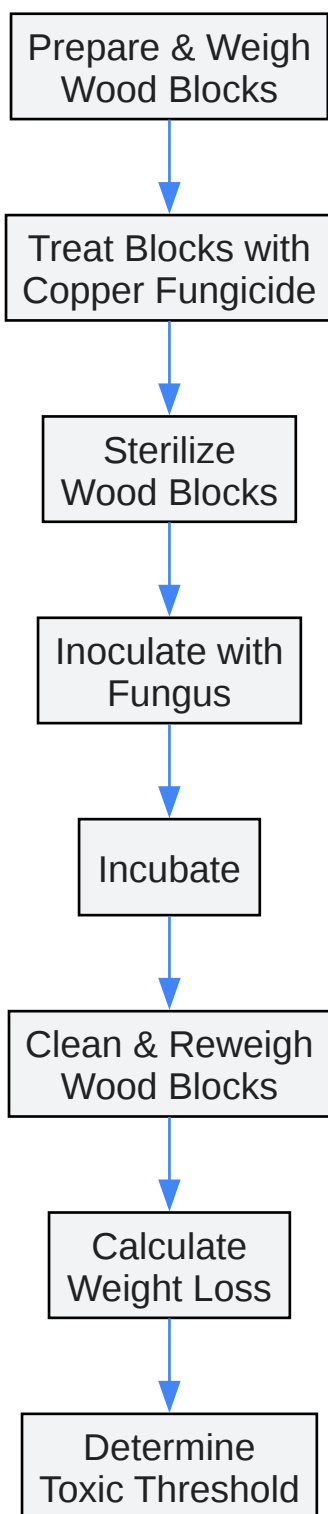 Prepare & Weigh
Wood Blocks
Treat Blocks with
Copper Fungicide
Sterilize
Wood Blocks
Inoculate with
Fungus
Incubate
Clean & Reweigh
Wood Blocks
Calculate
Weight Loss
Determine
Toxic Threshold